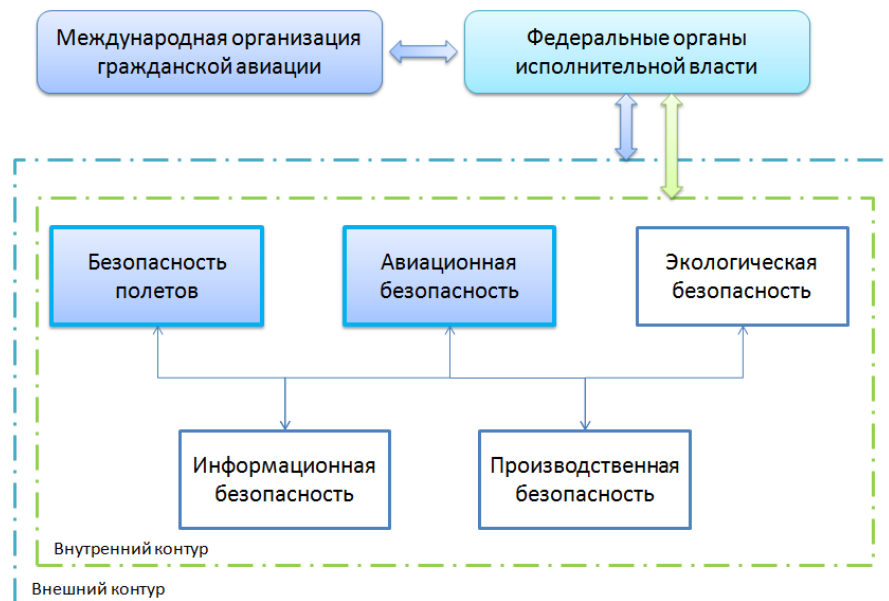 Международная организация
гражданской авиации
Федеральные органы
исполнительной власти
Безопасность
полетов
Авиационная
безопасность
Экологическая
безопасность
Информационная
безопасность
Производственная
безопасность
Внутренний контур
Внешний контур